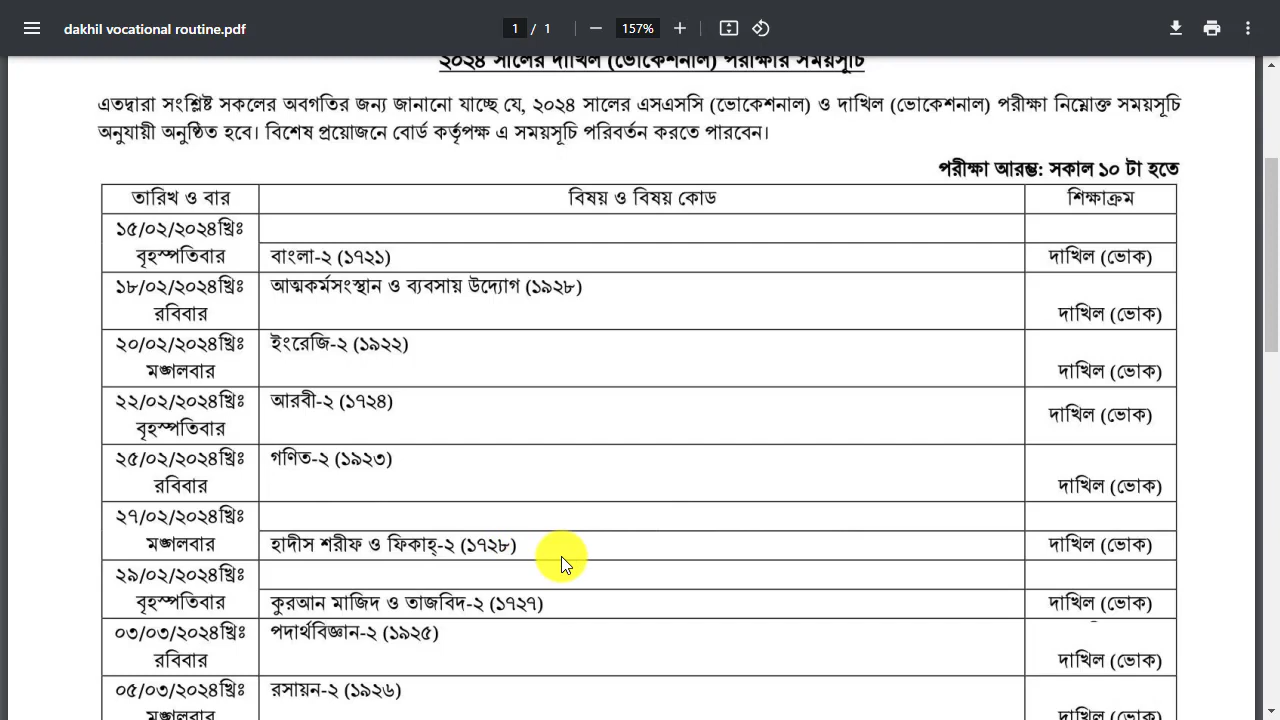 dakhil vocational routine.pdf
1 / 1
157%
২০২৪ সালের দাখিল (ভোকেশনাল) পরীক্ষার সময়সূচি
এতদ্বারা সংশ্লিষ্ট সকলের অবগতির জন্য জানানো যাচ্ছে যে, ২০২৪ সালের এসএসসি (ভোকেশনাল) ও দাখিল (ভোকেশনাল) পরীক্ষা নিম্নোক্ত সময়সূচি
অনুযায়ী অনুষ্ঠিত হবে। বিশেষ প্রয়োজনে বোর্ড কর্তৃপক্ষ এ সময়সূচি পরিবর্তন করতে পারবেন।
পরীক্ষা আরম্ভ: সকাল ১০ টা হতে
তারিখ ও বার বিষয় ও বিষয় কোড শিক্ষাক্রম
১৫/০২/২০২৪খ্রিঃ
বৃহস্পতিবার বাংলা-২ (১৭২১) দাখিল (ভোক)
১৮/০২/২০২৪খ্রিঃ আত্মকর্মসংস্থান ও ব্যবসায় উদ্যোগ (১৯২৮)
রবিবার দাখিল (ভোক)
২০/০২/২০২৪খ্রিঃ ইংরেজি-২ (১৯২২)
মঙ্গলবার দাখিল (ভোক)
২২/০২/২০২৪খ্রিঃ আরবী-২ (১৭২৪)
বৃহস্পতিবার দাখিল (ভোক)
২৫/০২/২০২৪খ্রিঃ গণিত-২ (১৯২৩)
রবিবার দাখিল (ভোক)
২৭/০২/২০২৪খ্রিঃ
মঙ্গলবার হাদীস শরীফ ও ফিকাহ্-২ (১৭২৮) দাখিল (ভোক)
২৯/০২/২০২৪খ্রিঃ
বৃহস্পতিবার কুরআন মাজিদ ও তাজবিদ-২ (১৭২৭) দাখিল (ভোক)
০৩/০৩/২০২৪খ্রিঃ পদার্থবিজ্ঞান-২ (১৯২৫)
রবিবার দাখিল (ভোক)
০৫/০৩/২০২৪খ্রিঃ রসায়ন-২ (১৯২৬)
মঙ্গলবার দাখিল (ভোক)